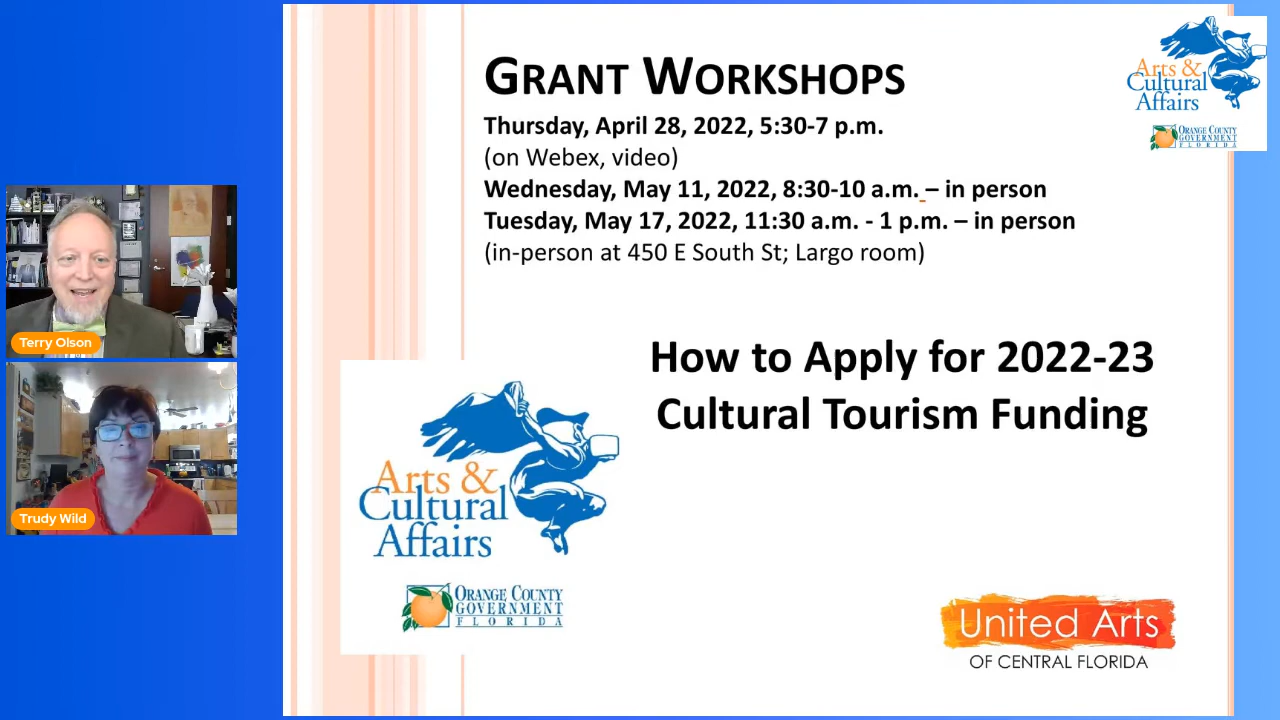 GRANT WORKSHOPS
Thursday, April 28, 2022, 5:30-7 p.m.
(on Webex, video)
Wednesday, May 11, 2022, 8:30-10 a.m. – in person
Tuesday, May 17, 2022, 11:30 a.m. - 1 p.m. – in person
(in-person at 450 E South St; Largo room)
Arts &
Cultural
Affairs
ORANGE COUNTY
GOVERNMENT
FLORIDA
Terry Olson
Trudy Wild
How to Apply for 2022-23
Cultural Tourism Funding
Arts &
Cultural
Affairs
ORANGE COUNTY
GOVERNMENT
FLORIDA
United Arts
OF CENTRAL FLORIDA